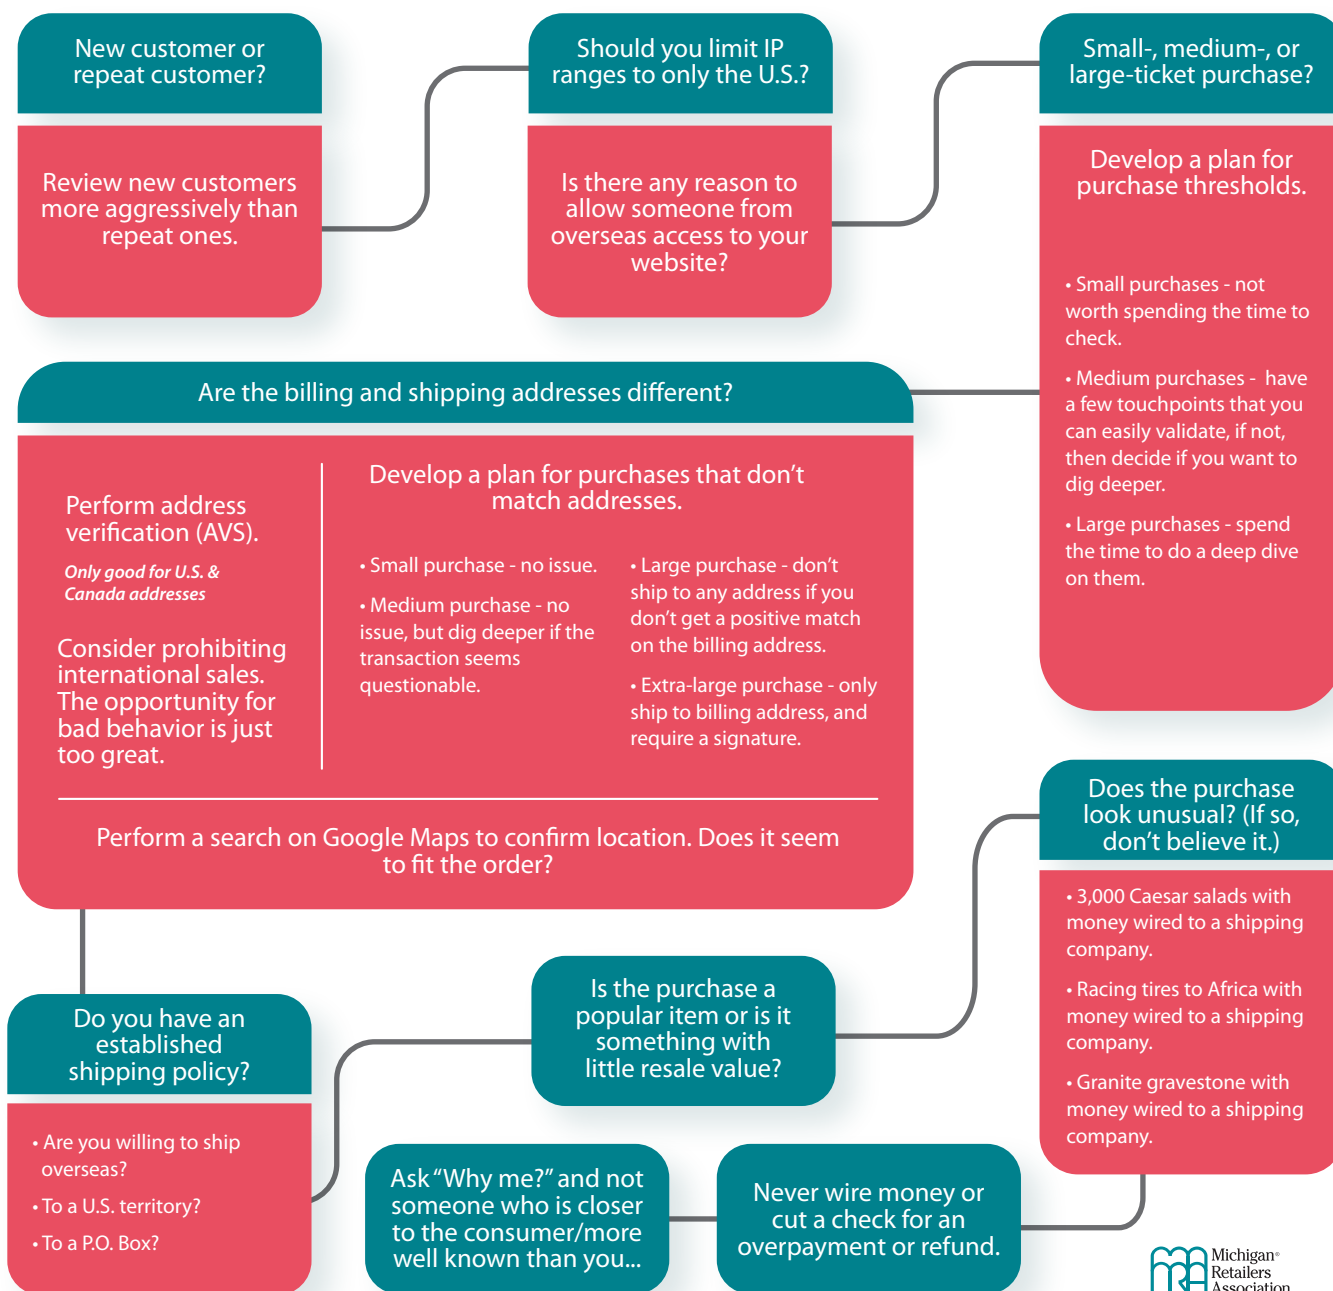 New customer or
repeat customer?
Review new customers
more aggressively than
repeat ones.
Should you limit IP
ranges to only the U.S.?
Is there any reason to
allow someone from
overseas access to your
website?
Small-, medium-, or
large-ticket purchase?
Develop a plan for
purchase thresholds.
• Small purchases - not
worth spending the time to
check.
• Medium purchases - have
a few touchpoints that you
can easily validate, if not,
then decide if you want to
dig deeper.
• Large purchases - spend
the time to do a deep dive
on them.
Are the billing and shipping addresses different?
Perform address
verification (AVS).
Only good for U.S. &
Canada addresses
Consider prohibiting
international sales.
The opportunity for
bad behavior is just
too great.
Develop a plan for purchases that don't
match addresses.
• Small purchase - no issue.
• Medium purchase - no
issue, but dig deeper if the
transaction seems
questionable.
• Large purchase - don't
ship to any address if you
don't get a positive match
on the billing address.
• Extra-large purchase - only
ship to billing address, and
require a signature.
Perform a search on Google Maps to confirm location. Does it seem
to fit the order?
Do you have an
established
shipping policy?
• Are you willing to ship
overseas?
• To a U.S. territory?
• To a P.O. Box?
Is the purchase a
popular item or is it
something with
little resale value?
Does the purchase
look unusual? (If so,
don't believe it.)
• 3,000 Caesar salads with
money wired to a shipping
company.
• Racing tires to Africa with
money wired to a shipping
company.
• Granite gravestone with
money wired to a shipping
company.
Never wire money or
cut a check for an
overpayment or refund.
Ask "Why me?" and not
someone who is closer
to the consumer/more
well known than you...
mra
Michigan®
Retailers
Association